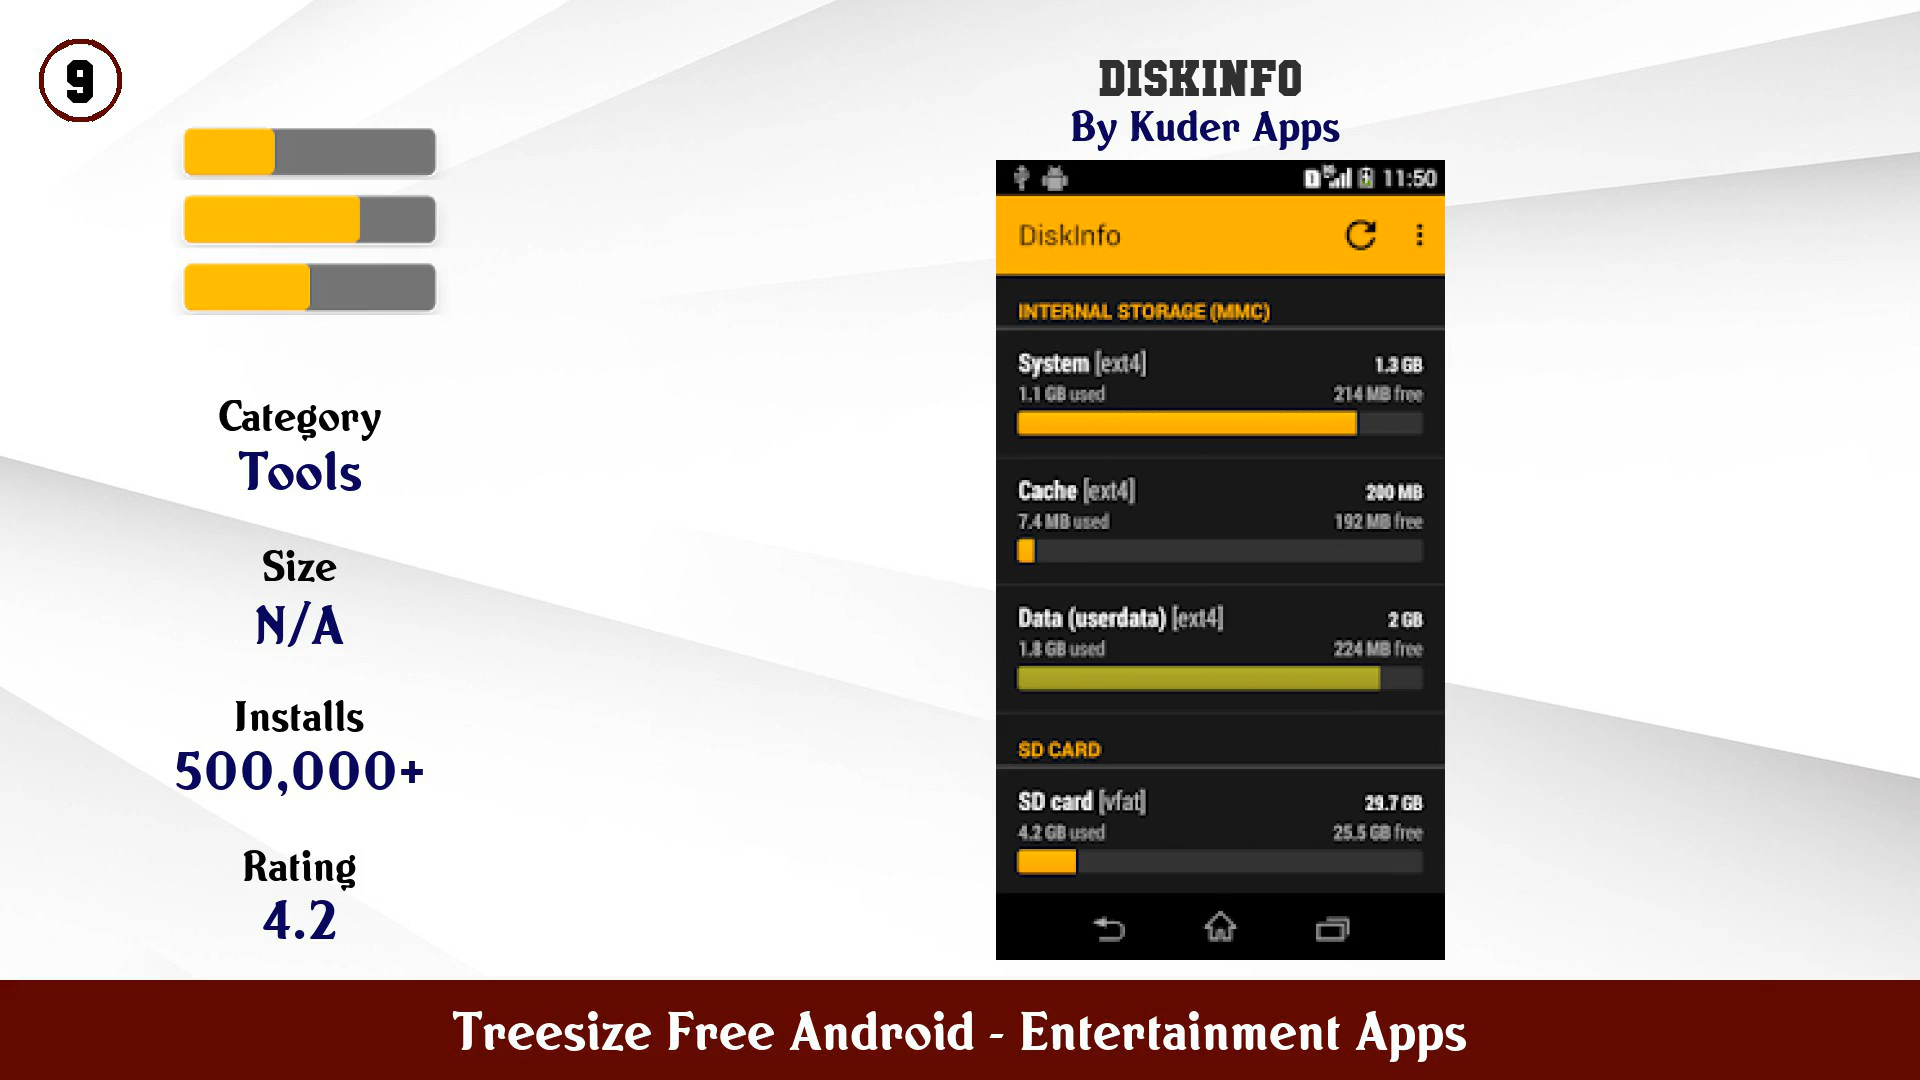 9
DISKINFO
By Kuder Apps
Category
Tools
Size
N/A
Installs
500,000+
Rating
4.2
11:50
DiskInfo
INTERNAL STORAGE (MMC)
System [ext4] 1.3 GB
1.1 GB used 214 MB free
Cache [ext4] 200 MB
7.4 MB used 192 MB free
Data (userdata) [ext4] 2 GB
1.8 GB used 224 MB free
SD CARD
SD card [vfat] 29.7 GB
4.2 GB used 25.5 GB free
Treesize Free Android - Entertainment Apps